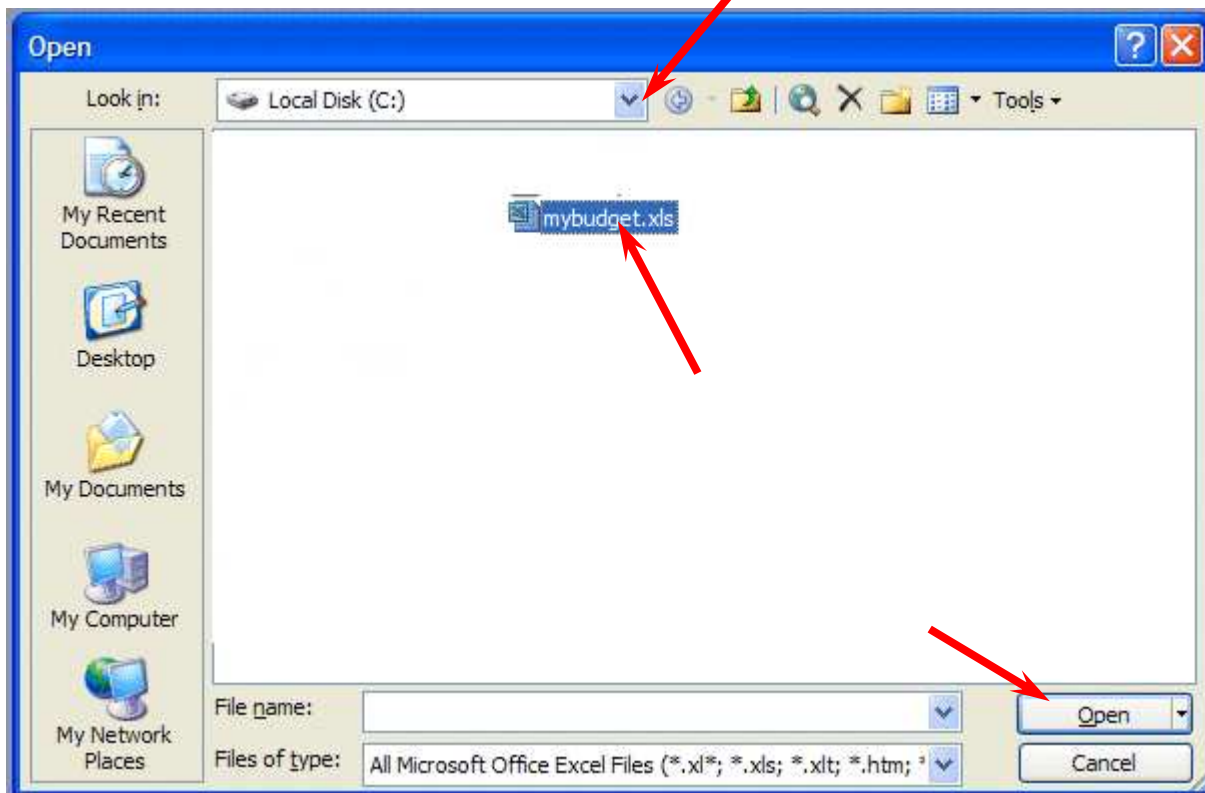 Open
Look in:
Local Disk (C:)
Tools
mybudget.xls
My Recent
Documents
Desktop
My Documents
My Computer
My Network
Places
File name:
Open
Files of type:
All Microsoft Office Excel Files (*.xl*; *.xls; *.xlt; *.htm; *
Cancel